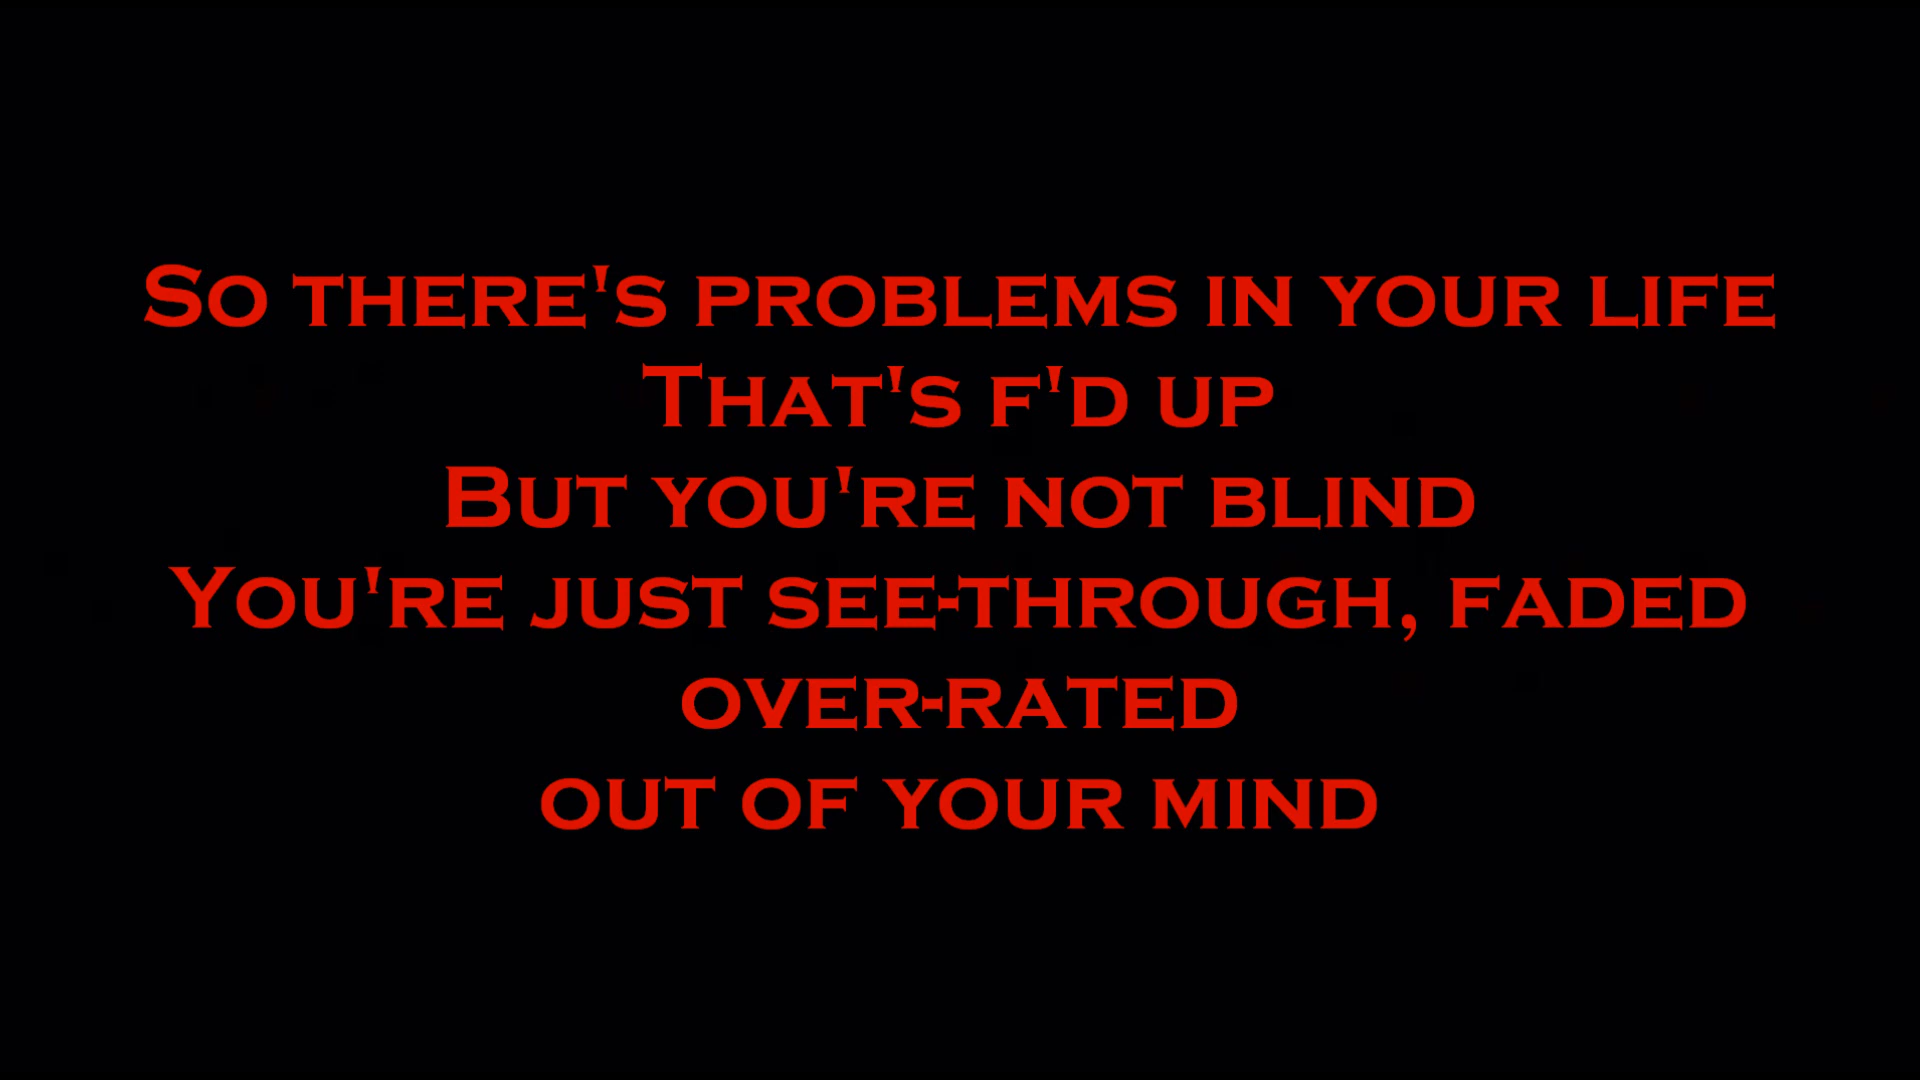 So there's problems in your life
That's f'd up
But you're not blind
You're just see-through, faded
over-rated
out of your mind